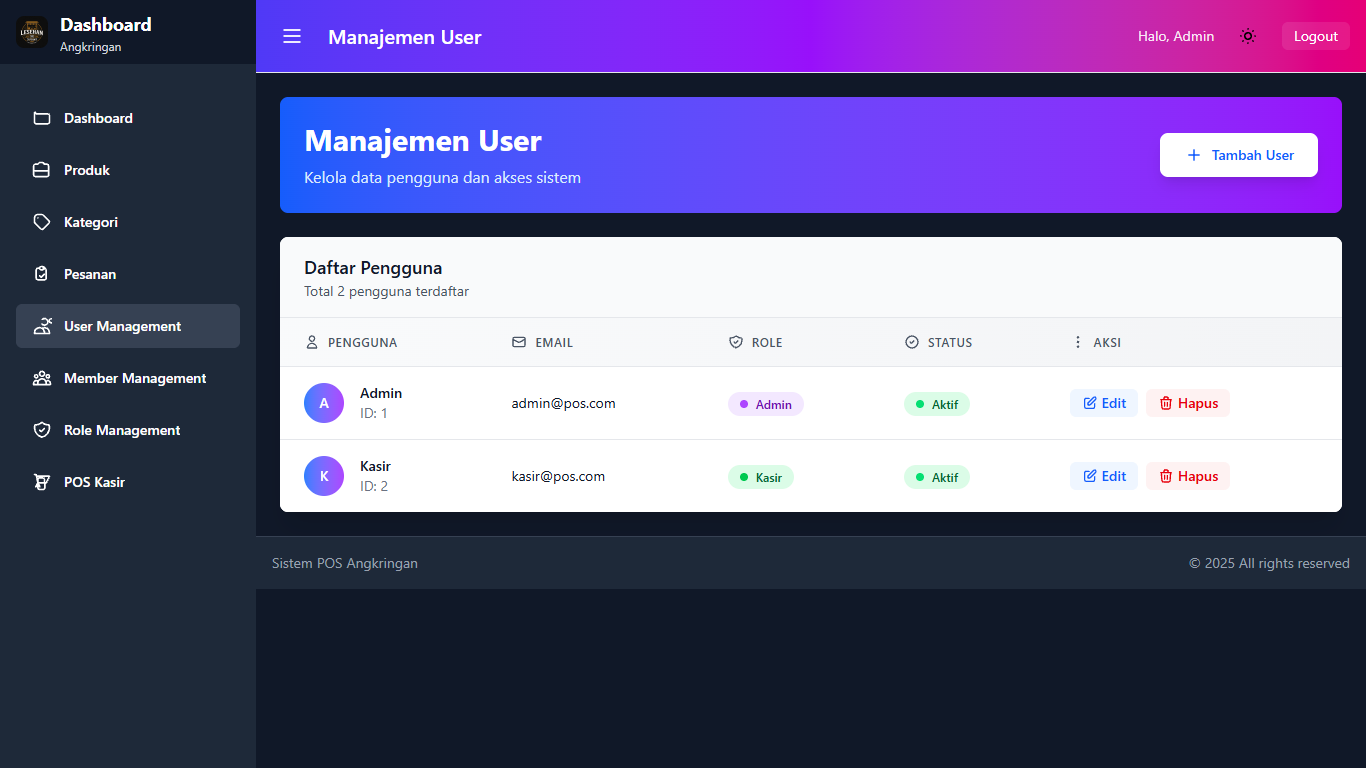 LESEHAN
Dashboard
Angkringan
Manajemen User
Halo, Admin
Logout
Dashboard
Produk
Kategori
Pesanan
User Management
Member Management
Role Management
POS Kasir
Manajemen User
Kelola data pengguna dan akses sistem
Tambah User
Daftar Pengguna
Total 2 pengguna terdaftar
PENGGUNA EMAIL ROLE STATUS AKSI
A
Admin
ID: 1
admin@pos.com
Admin
Aktif
Edit
Hapus
K
Kasir
ID: 2
kasir@pos.com
Kasir
Aktif
Edit
Hapus
Sistem POS Angkringan
© 2025 All rights reserved